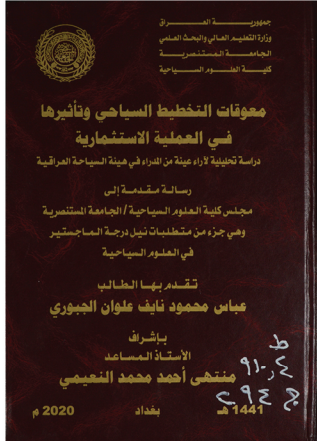 جمهورية العراق
وزارة التعليم العالي والبحث العلمي
الجامعة المستنصرية
كلية العلوم السياحية
معوقات التخطيط السياحي وتأثيرها
في العملية الاستثمارية
دراسة تحليلية لآراء عينة من المدراء في هيئة السياحة العراقية
رسالة مقدمة إلى
مجلس كلية العلوم السياحية / الجامعة المستنصرية
وهي جزء من متطلبات نيل درجة الماجستير
في العلوم السياحية
تقدم بها الطالب
عباس محمود نايف علوان الجبوري
بإشراف
الأستاذ المساعد
منتهى أحمد محمد النعيمي
1441 هـ بغداد 2020 م